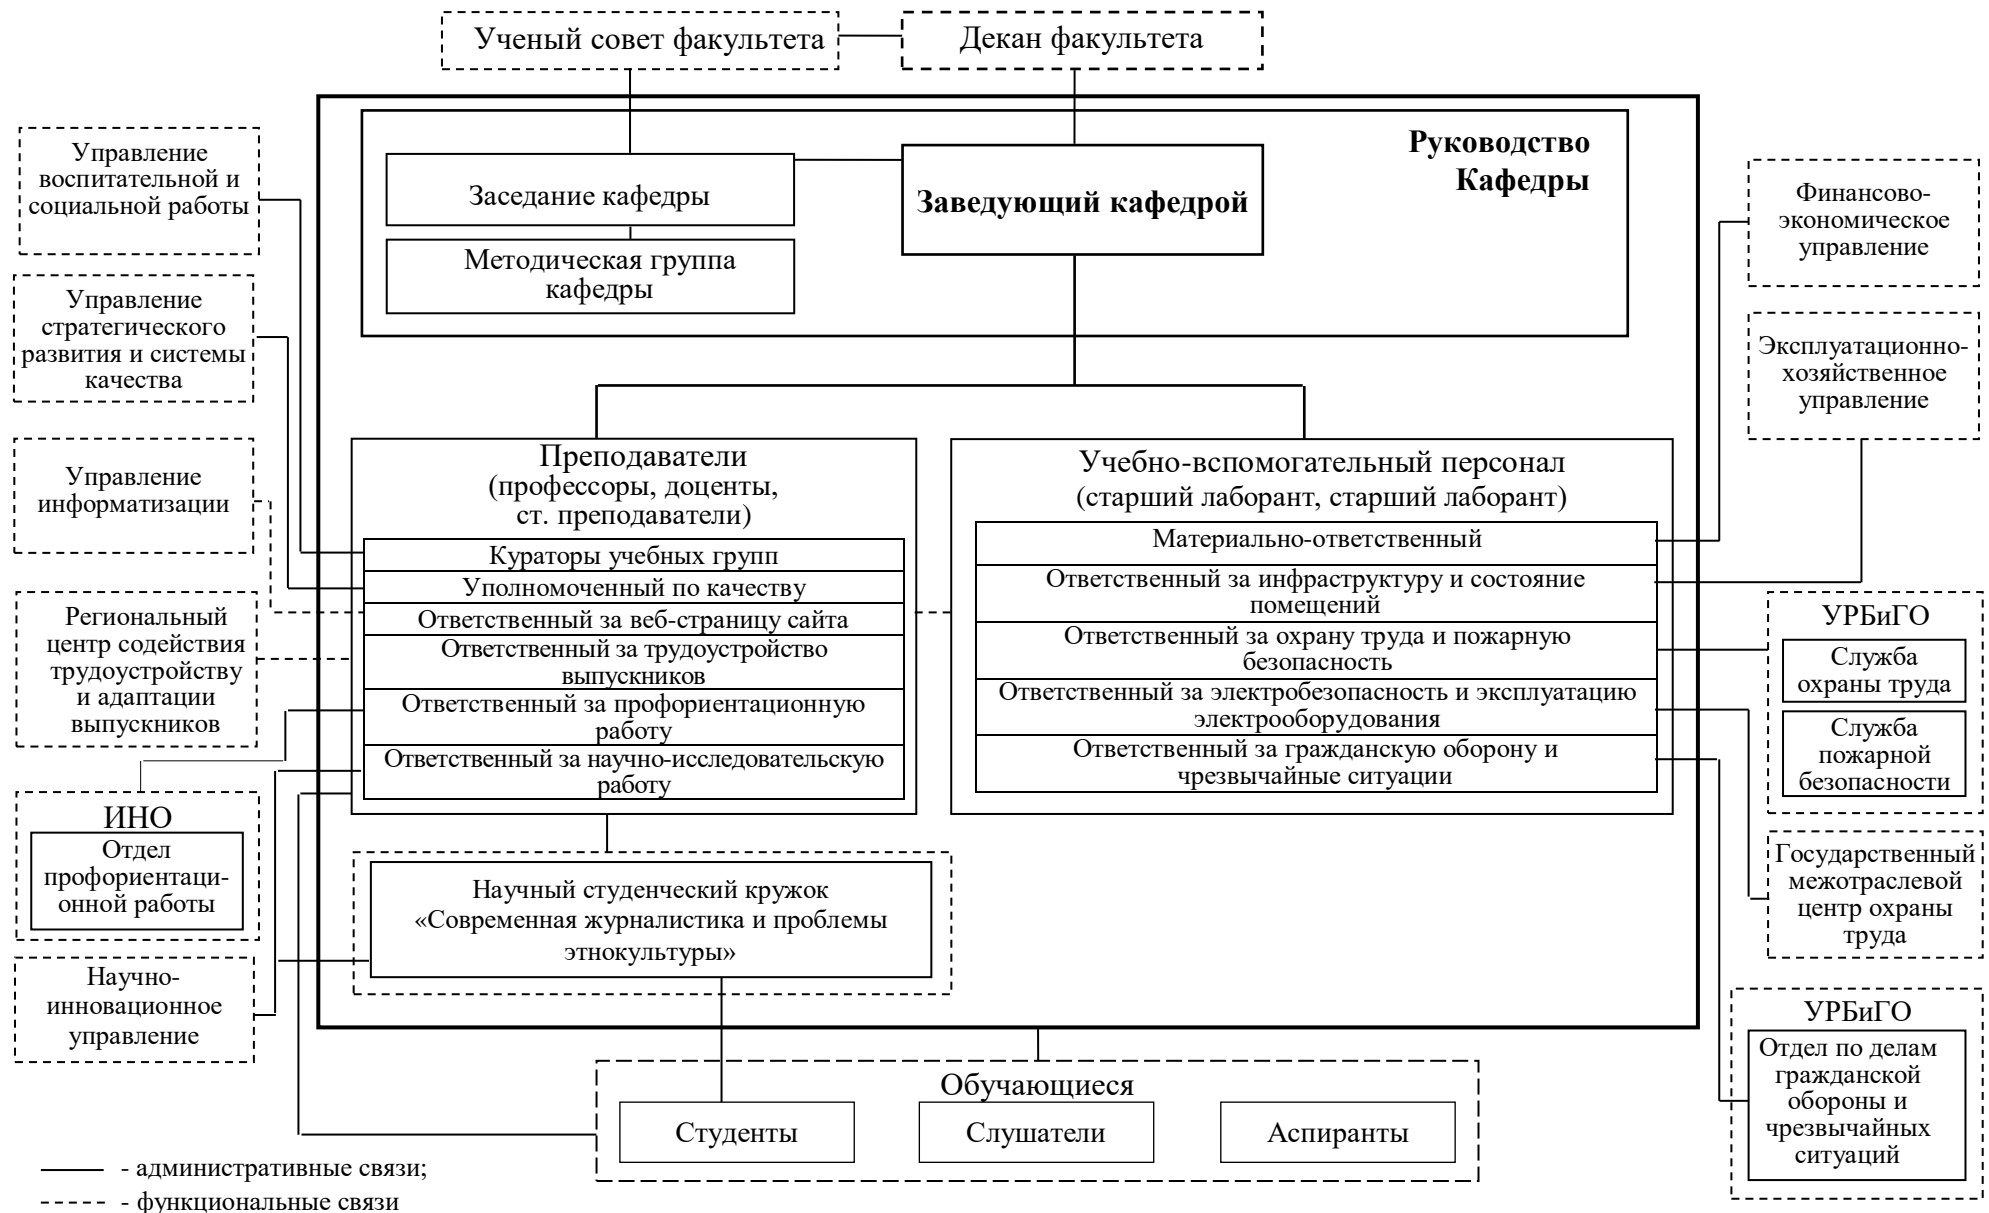 Ученый совет факультета
Декан факультета
Руководство
Кафедры
Заседание кафедры
Заведующий кафедрой
Методическая группа
кафедры
Управление
воспитательной и
социальной работы
Управление
стратегического
развития и системы
качества
Управление
информатизации
Региональный
центр содействия
трудоустройству
и адаптации
выпускников
ИНО
Отдел
профориентаци-
онной работы
Научно-
инновационное
управление
Преподаватели
(профессоры, доценты,
ст. преподаватели)
Кураторы учебных групп
Уполномоченный по качеству
Ответственный за веб-страницу сайта
Ответственный за трудоустройство
выпускников
Ответственный за профориентационную
работу
Ответственный за научно-исследовательскую
работу
Учебно-вспомогательный персонал
(старший лаборант, старший лаборант)
Материально-ответственный
Ответственный за инфраструктуру и состояние
помещений
Ответственный за охрану труда и пожарную
безопасность
Ответственный за электробезопасность и эксплуатацию
электрооборудования
Ответственный за гражданскую оборону и
чрезвычайные ситуации
Финансово-
экономическое
управление
Эксплуатационно-
хозяйственное
управление
УРБиГО
Служба
охраны труда
Служба
пожарной
безопасности
Государственный
межотраслевой
центр охраны
труда
УРБиГО
Отдел по делам
гражданской
обороны и
чрезвычайных
ситуаций
Научный студенческий кружок
«Современная журналистика и проблемы
этнокультуры»
Обучающиеся
Студенты
Слушатели
Аспиранты
- административные связи;
- функциональные связи